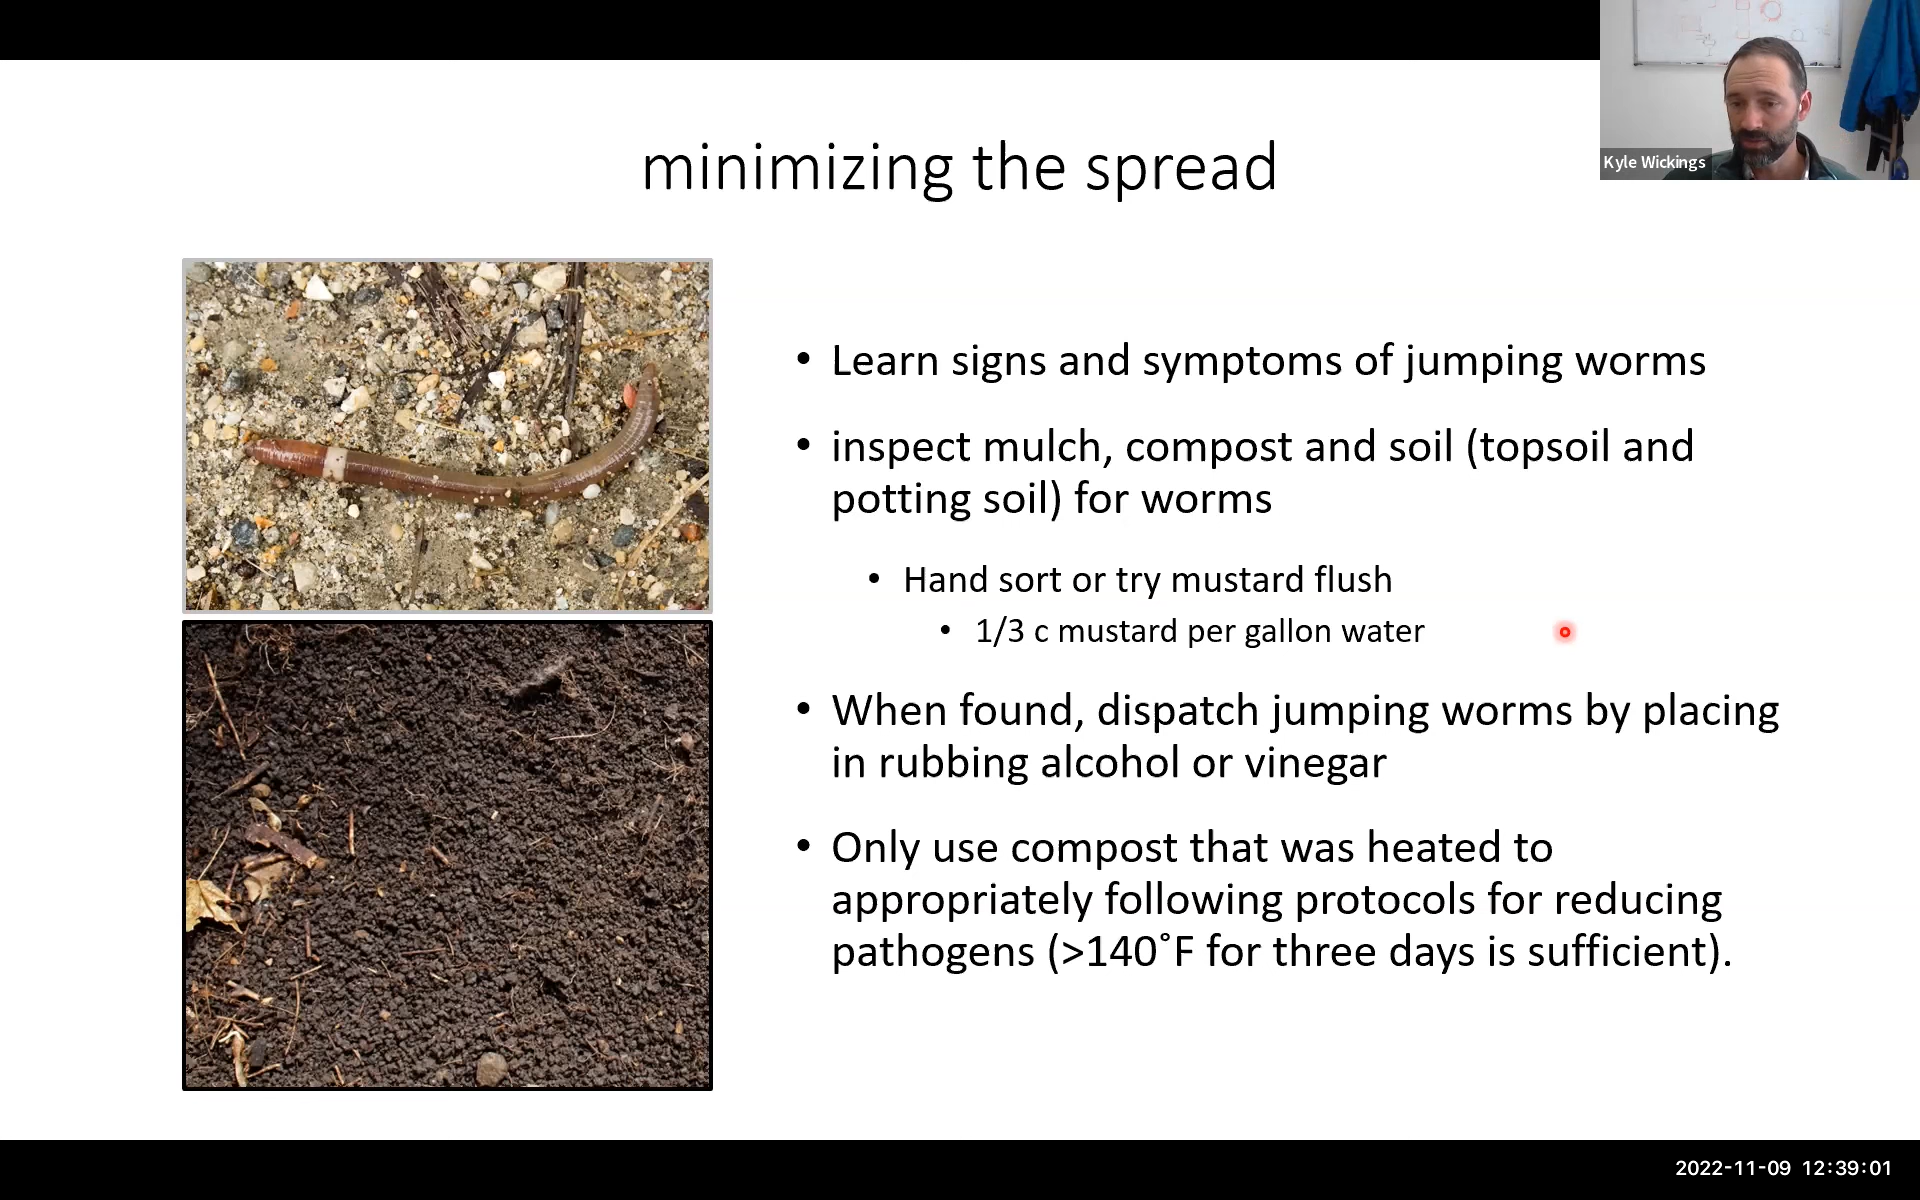 Kyle Wickings
minimizing the spread
• Learn signs and symptoms of jumping worms
• inspect mulch, compost and soil (topsoil and
potting soil) for worms
• Hand sort or try mustard flush
• 1/3 c mustard per gallon water
• When found, dispatch jumping worms by placing
in rubbing alcohol or vinegar
• Only use compost that was heated to
appropriately following protocols for reducing
pathogens (>140˚F for three days is sufficient).
2022-11-09 12:39:01